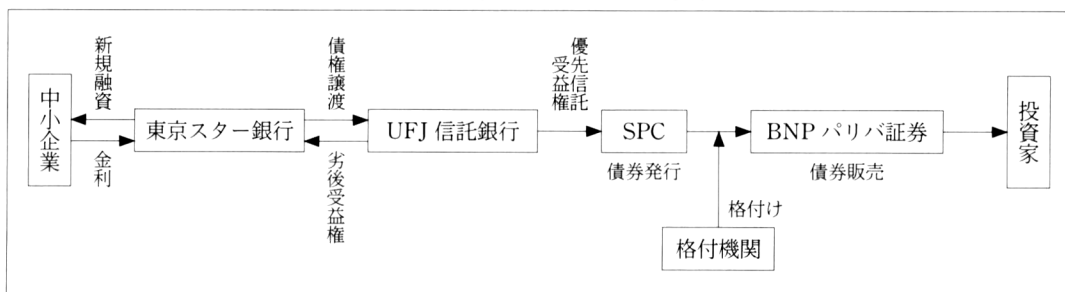 中小企業
新規融資
金利
東京スター銀行
債権譲渡
劣後受益権
UFJ 信託銀行
優先信託
受益権
SPC
債券発行
BNP パリバ証券
債券販売
投資家
格付け
格付機関